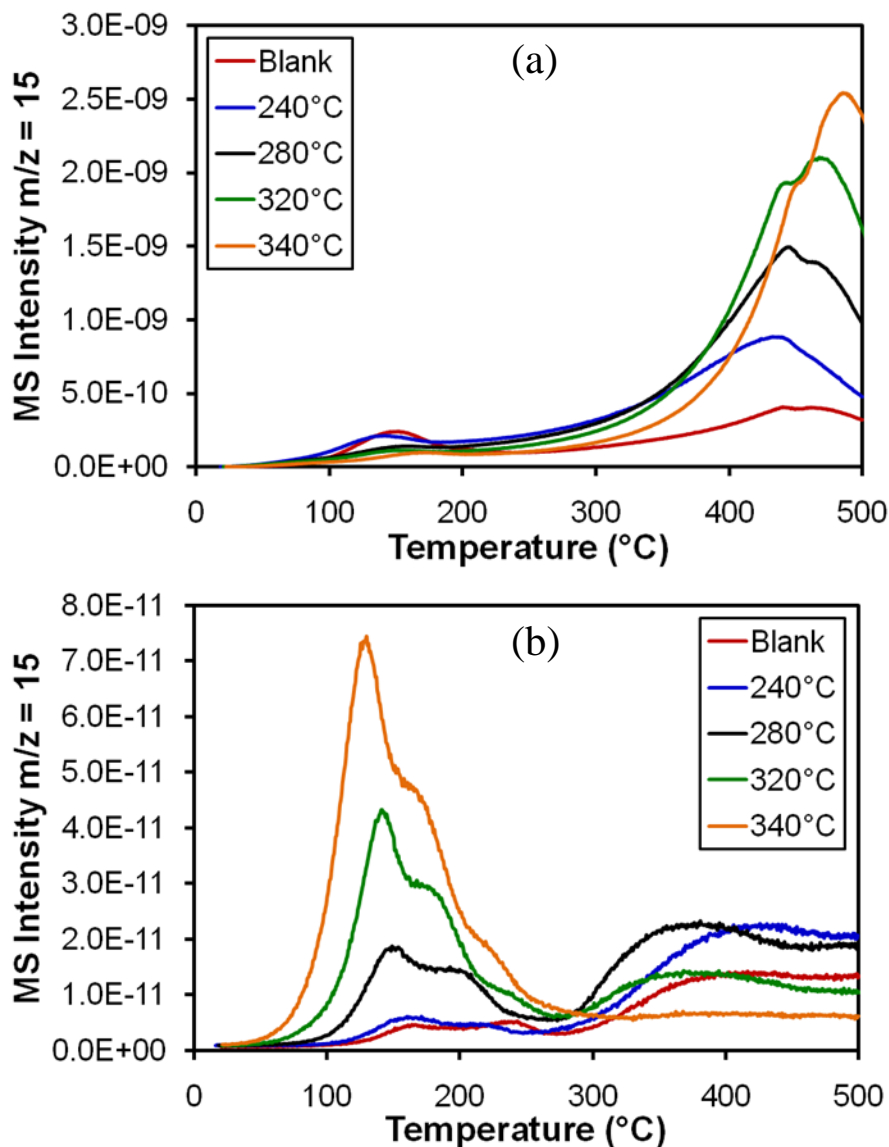 (a)
MS Intensity m/z = 15
3.0E-09
2.5E-09
2.0E-09
1.5E-09
1.0E-09
5.0E-10
0.0E+00
Blank
240°C
280°C
320°C
340°C
0 100 200 300 400 500
Temperature (°C)
(b)
MS Intensity m/z = 15
8.0E-11
7.0E-11
6.0E-11
5.0E-11
4.0E-11
3.0E-11
2.0E-11
1.0E-11
0.0E+00
Blank
240°C
280°C
320°C
340°C
0 100 200 300 400 500
Temperature (°C)